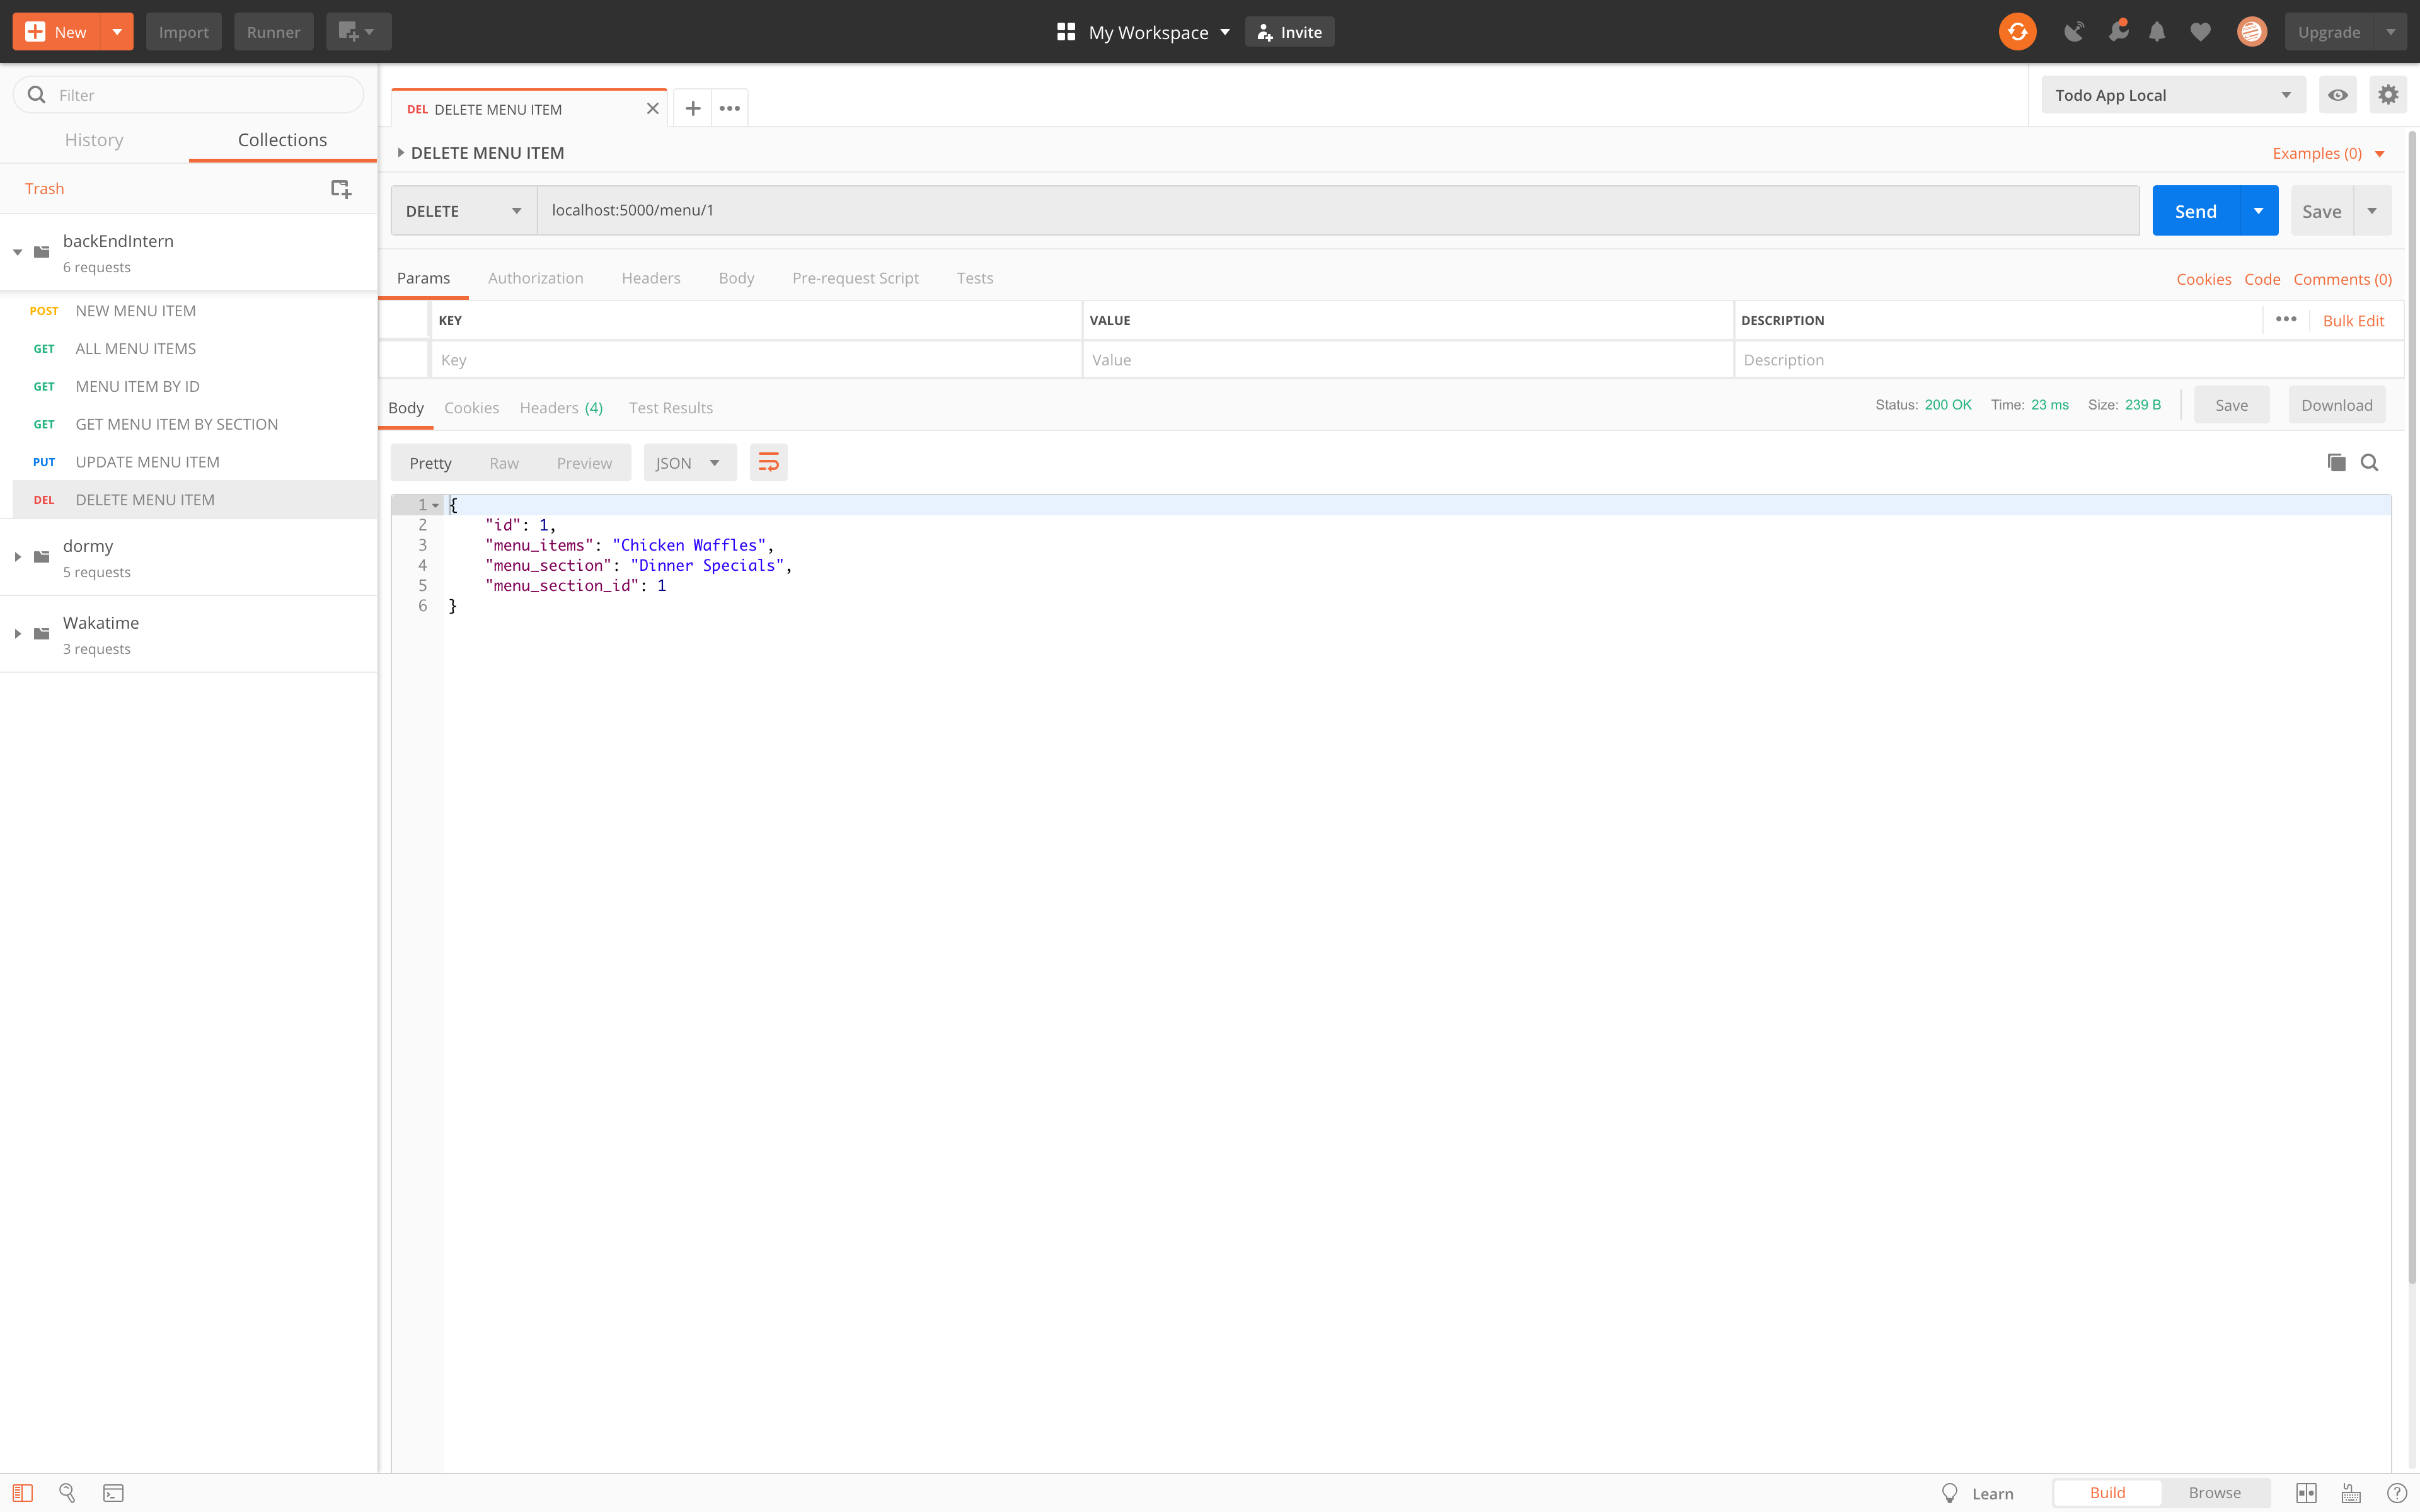 New
Import
Runner
My Workspace
Invite
Upgrade
Filter
History
Collections
Trash
backEndIntern
6 requests
POST NEW MENU ITEM
GET ALL MENU ITEMS
GET MENU ITEM BY ID
GET GET MENU ITEM BY SECTION
PUT UPDATE MENU ITEM
DEL DELETE MENU ITEM
dormy
5 requests
Wakatime
3 requests
DEL DELETE MENU ITEM
Todo App Local
DELETE MENU ITEM
Examples (0)
DELETE
localhost:5000/menu/1
Send
Save
Params
Authorization
Headers
Body
Pre-request Script
Tests
Cookies
Code
Comments (0)
KEY
VALUE
DESCRIPTION
Bulk Edit
Key
Value
Description
Body
Cookies
Headers (4)
Test Results
Status: 200 OK
Time: 23 ms
Size: 239 B
Save
Download
Pretty
Raw
Preview
JSON
1 {
2 "id": 1,
3 "menu_items": "Chicken Waffles",
4 "menu_section": "Dinner Specials",
5 "menu_section_id": 1
6 }
Learn
Build
Browse